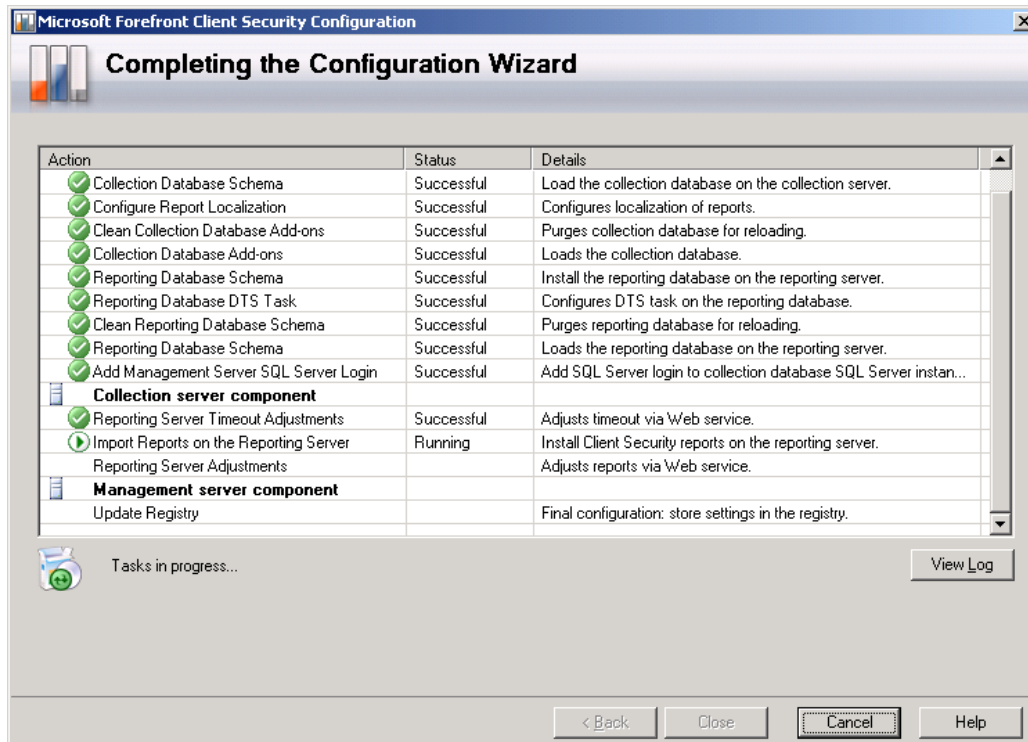 Microsoft Forefront Client Security Configuration
Completing the Configuration Wizard
Action Status Details
Collection Database Schema Successful Load the collection database on the collection server.
Configure Report Localization Successful Configures localization of reports.
Clean Collection Database Add-ons Successful Purges collection database for reloading.
Collection Database Add-ons Successful Loads the collection database.
Reporting Database Schema Successful Install the reporting database on the reporting server.
Reporting Database DTS Task Successful Configures DTS task on the reporting database.
Clean Reporting Database Schema Successful Purges reporting database for reloading.
Reporting Database Schema Successful Loads the reporting database on the reporting server.
Add Management Server SQL Server Login Successful Add SQL Server login to collection database SQL Server instan...
Collection server component
Reporting Server Timeout Adjustments Successful Adjusts timeout via Web service.
Import Reports on the Reporting Server Running Install Client Security reports on the reporting server.
Reporting Server Adjustments Adjusts reports via Web service.
Management server component
Update Registry Final configuration: store settings in the registry.
Tasks in progress... View Log
< Back Close Cancel Help